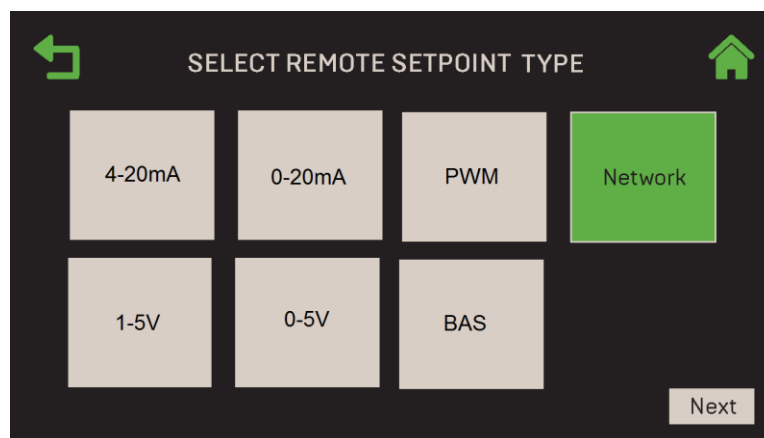 SELECT REMOTE SETPOINT TYPE
4-20mA
0-20mA
PWM
Network
1-5V
0-5V
BAS
Next